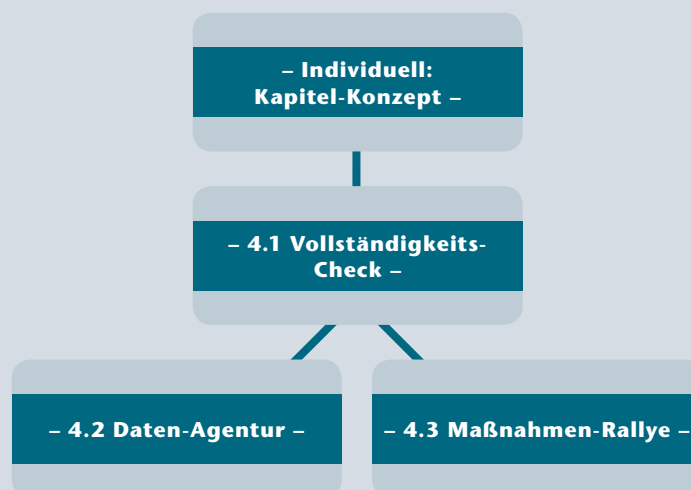 – Individuell:
Kapitel-Konzept –
– 4.1 Vollständigkeits-
Check –
– 4.2 Daten-Agentur –
– 4.3 Maßnahmen-Rallye –